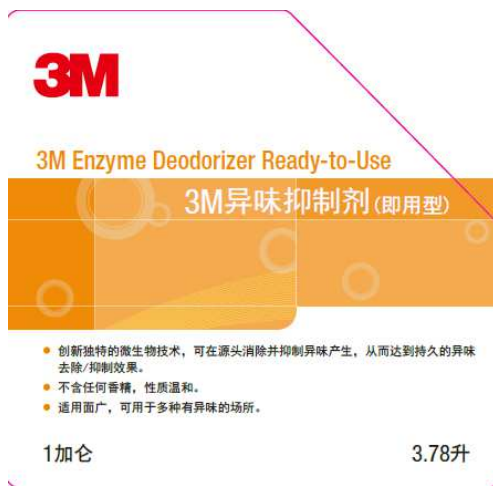 3M
3M Enzyme Deodorizer Ready-to-Use
3M异味抑制剂(即用型)
• 创新独特的微生物技术，可在源头消除并抑制异味产生，从而达到持久的异味
去除/抑制效果。
• 不含任何香精，性质温和。
• 适用面广，可用于多种有异味的场所。
1加仑
3.78升